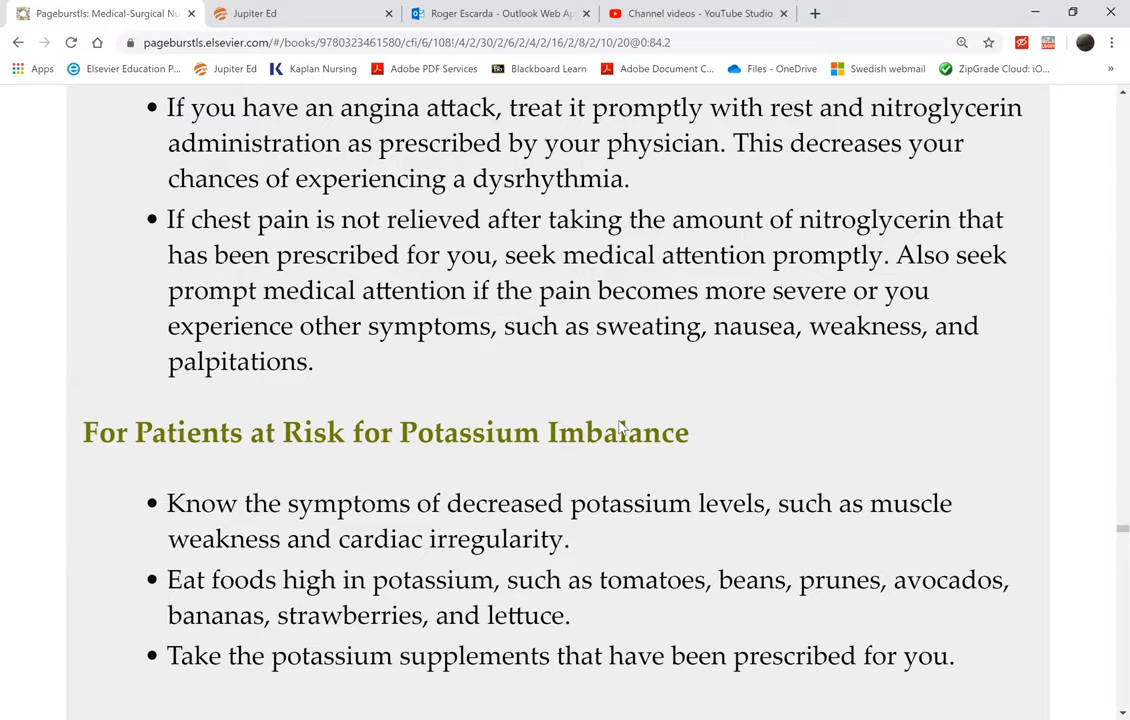 Pageburstls: Medical-Surgical Nu
Jupiter Ed
Roger Escarda - Outlook Web Ap
Channel videos - YouTube Studio
pageburstls.elsevier.com/#/books/9780323461580/cfi/6/108!/4/2/30/2/6/2/4/2/16/2/8/2/10/20@0:84.2
Apps
Elsevier Education P...
Jupiter Ed
Kaplan Nursing
Adobe PDF Services
Blackboard Learn
Adobe Document C...
Files - OneDrive
Swedish webmail
ZipGrade Cloud: iO...
»
• If you have an angina attack, treat it promptly with rest and nitroglycerin
administration as prescribed by your physician. This decreases your
chances of experiencing a dysrhythmia.
• If chest pain is not relieved after taking the amount of nitroglycerin that
has been prescribed for you, seek medical attention promptly. Also seek
prompt medical attention if the pain becomes more severe or you
experience other symptoms, such as sweating, nausea, weakness, and
palpitations.
For Patients at Risk for Potassium Imbalance
• Know the symptoms of decreased potassium levels, such as muscle
weakness and cardiac irregularity.
• Eat foods high in potassium, such as tomatoes, beans, prunes, avocados,
bananas, strawberries, and lettuce.
• Take the potassium supplements that have been prescribed for you.